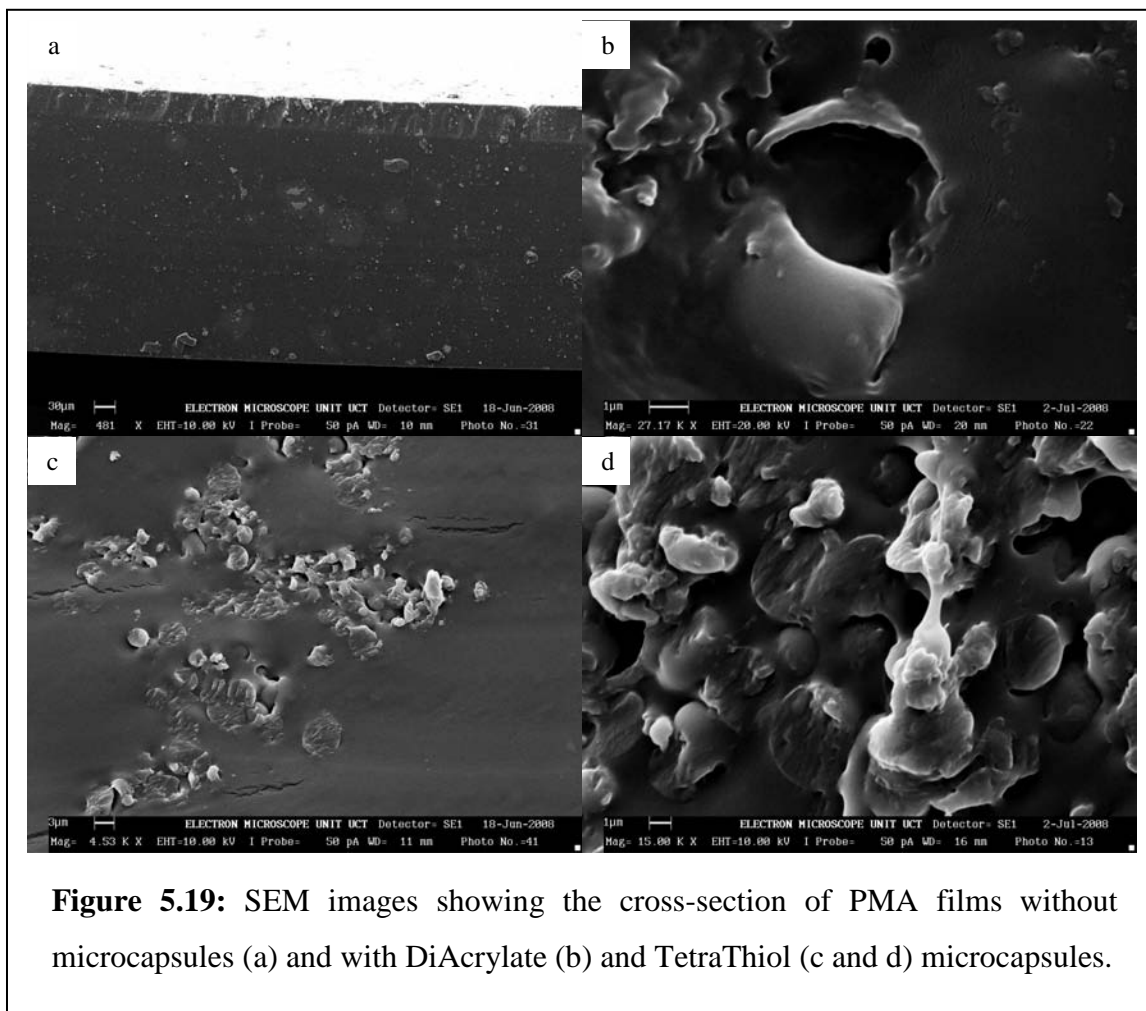 a
30µm ELECTRON MICROSCOPE UNIT UCT Detector= SE1 18-Jun-2008
Mag= 481 X EHT=10.00 kV I Probe= 50 pA WD= 10 mm Photo No.=31
b
1µm ELECTRON MICROSCOPE UNIT UCT Detector= SE1 2-Jul-2008
Mag= 27.17 K X EHT=20.00 kV I Probe= 50 pA WD= 20 mm Photo No.=22
c
3µm ELECTRON MICROSCOPE UNIT UCT Detector= SE1 18-Jun-2008
Mag= 4.53 K X EHT=10.00 kV I Probe= 50 pA WD= 11 mm Photo No.=41
d
1µm ELECTRON MICROSCOPE UNIT UCT Detector= SE1 2-Jul-2008
Mag= 15.00 K X EHT=20.00 kV I Probe= 50 pA WD= 16 mm Photo No.=13
Figure 5.19: SEM images showing the cross-section of PMA films without
microcapsules (a) and with DiAcrylate (b) and TetraThiol (c and d) microcapsules.